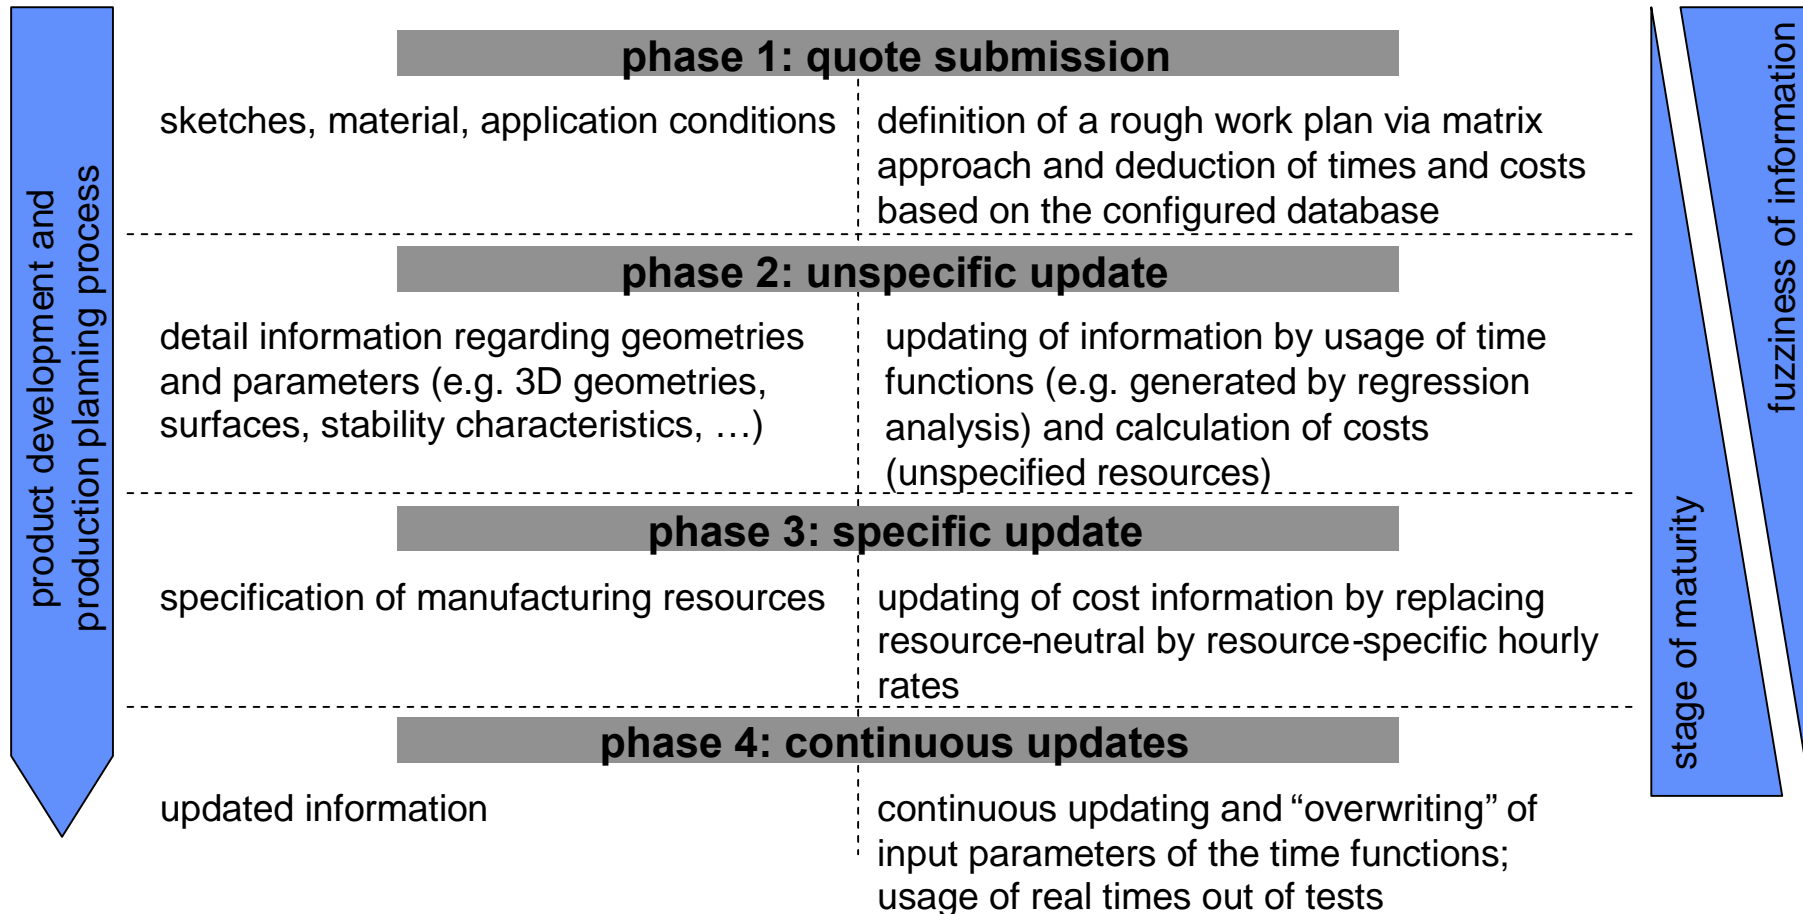 product development and
production planning process
phase 1: quote submission
sketches, material, application conditions
definition of a rough work plan via matrix
approach and deduction of times and costs
based on the configured database
phase 2: unspecific update
detail information regarding geometries
and parameters (e.g. 3D geometries,
surfaces, stability characteristics, …)
updating of information by usage of time
functions (e.g. generated by regression
analysis) and calculation of costs
(unspecified resources)
phase 3: specific update
specification of manufacturing resources
updating of cost information by replacing
resource-neutral by resource-specific hourly
rates
phase 4: continuous updates
updated information
continuous updating and “overwriting” of
input parameters of the time functions;
usage of real times out of tests
stage of maturity
fuzziness of information